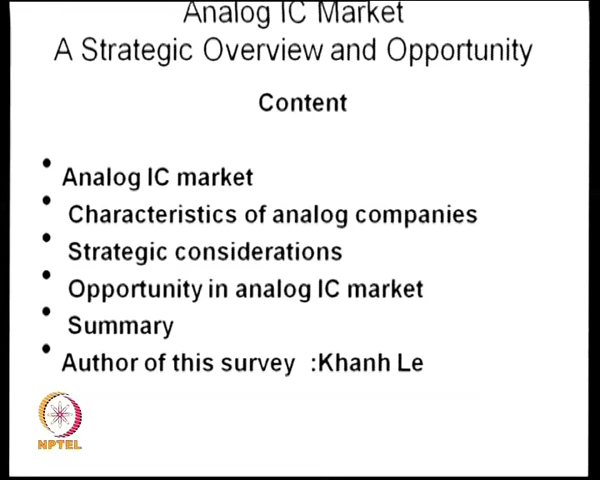 Analog IC Market
A Strategic Overview and Opportunity
Content
• Analog IC market
• Characteristics of analog companies
• Strategic considerations
• Opportunity in analog IC market
• Summary
• Author of this survey :Khanh Le
NPTEL